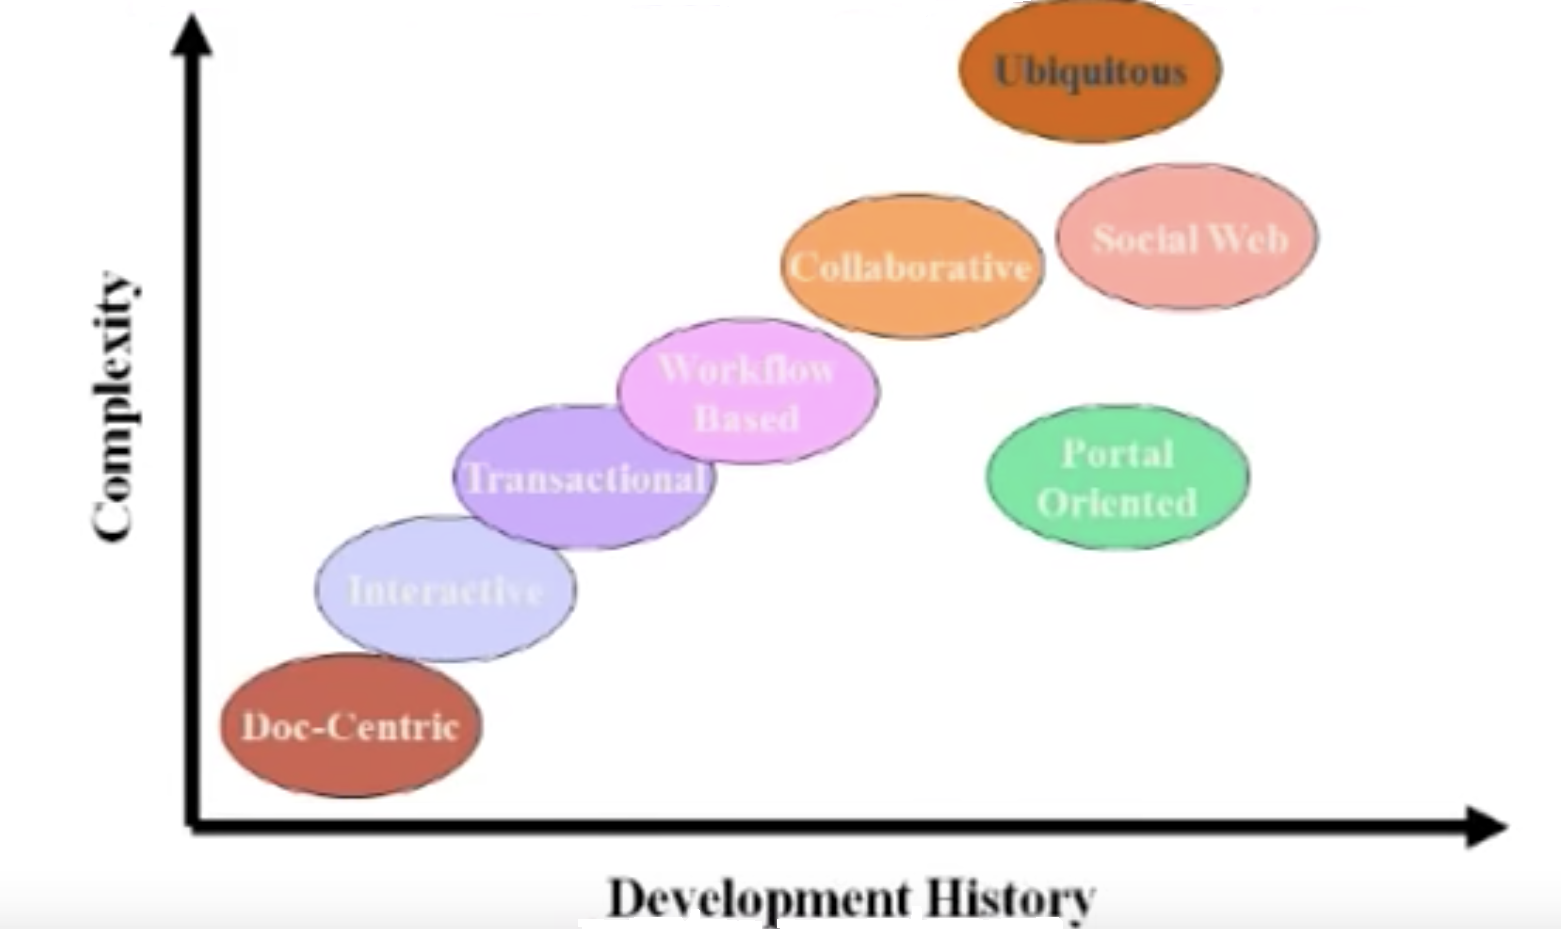 Ubiquitous
Social Web
Collaborative
Workflow
Based
Portal
Oriented
Transactional
Interactive
Doc-Centric
Complexity
Development History